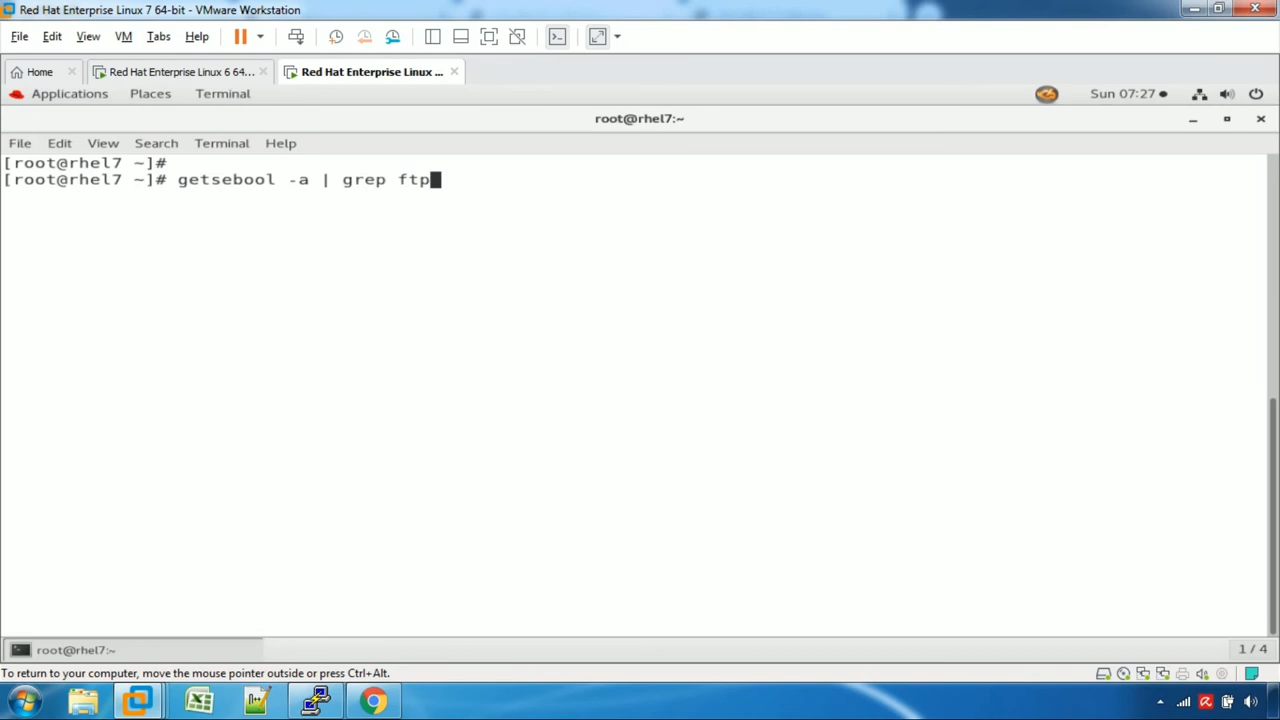 Red Hat Enterprise Linux 7 64-bit - VMware Workstation
File Edit View VM Tabs Help
Home Red Hat Enterprise Linux 6 64... Red Hat Enterprise Linux ...
Applications Places Terminal Sun 07:27
root@rhel7:~
File Edit View Search Terminal Help
[root@rhel7 ~]#
[root@rhel7 ~]# getsebool -a | grep ftp
root@rhel7:~ 1 / 4
To return to your computer, move the mouse pointer outside or press Ctrl+Alt.